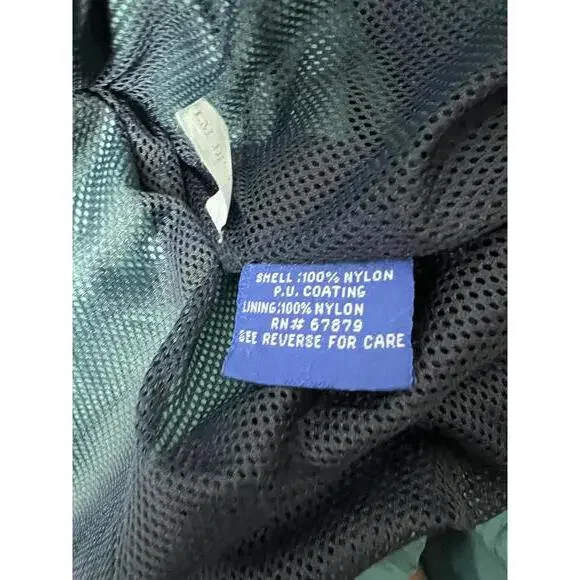 SHELL:100% NYLON
P.U. COATING
LINING:100% NYLON
RN# 67879
SEE REVERSE FOR CARE